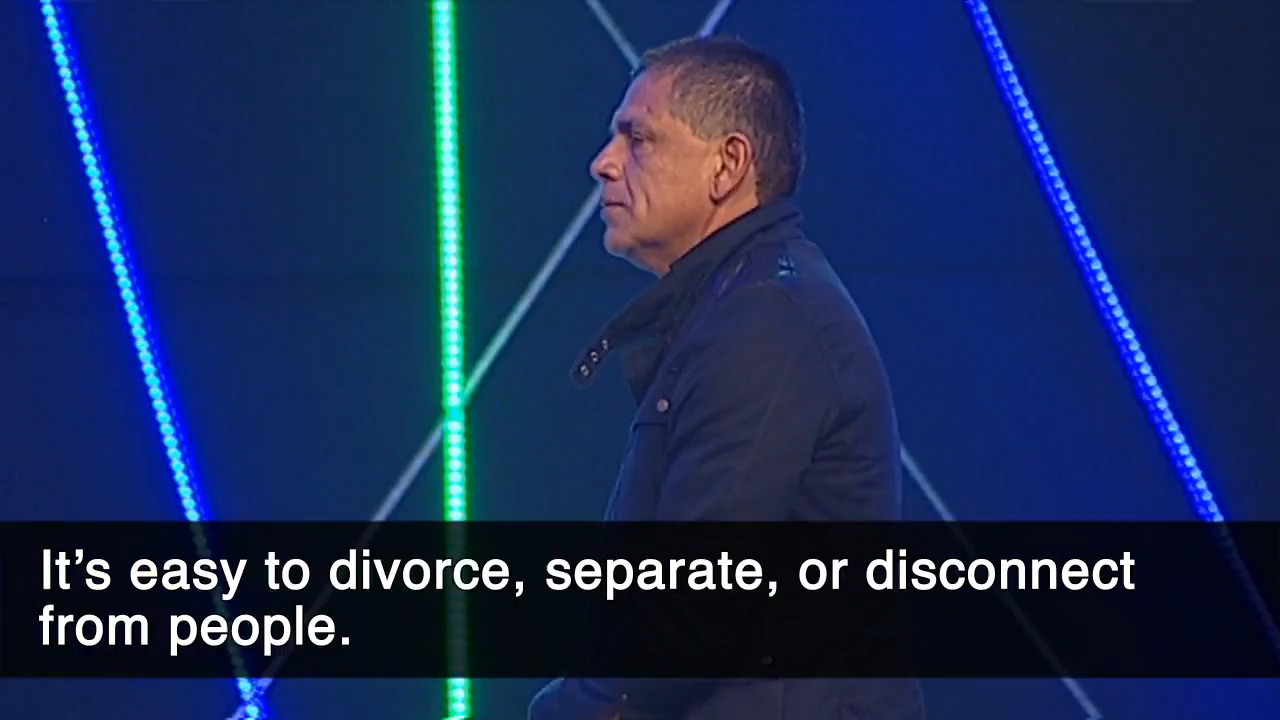 It’s easy to divorce, separate, or disconnect
from people.